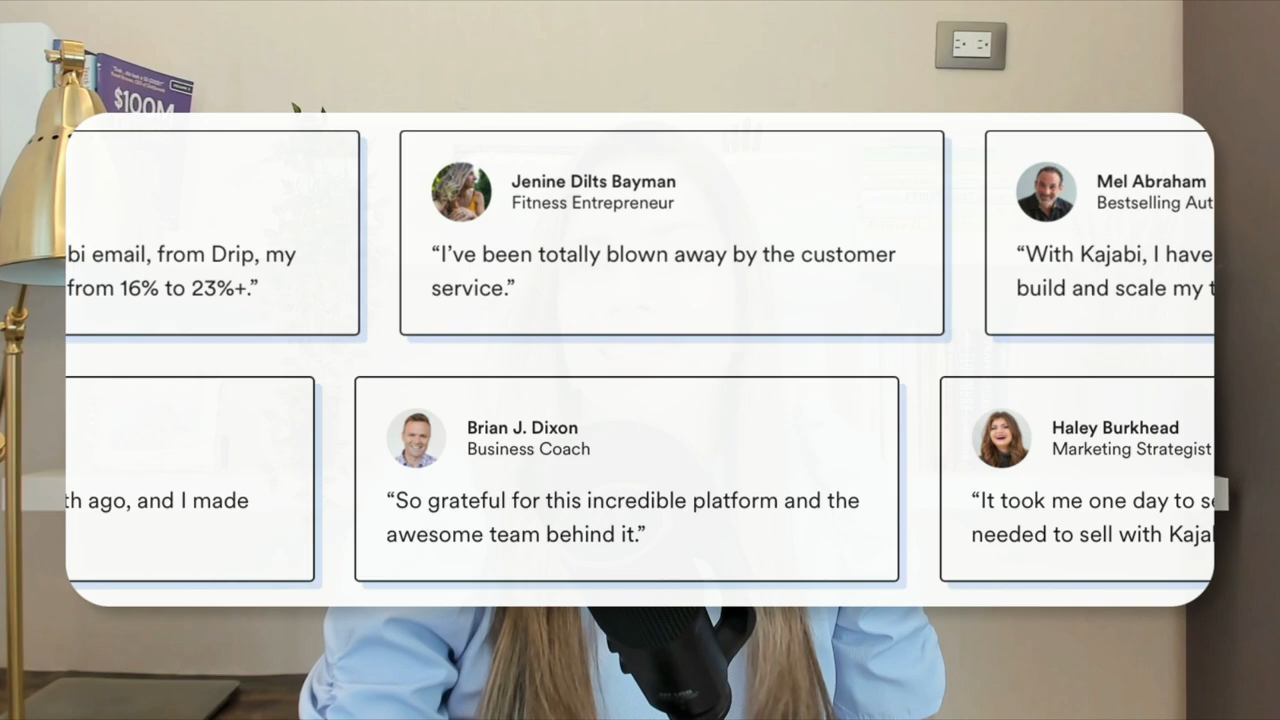 $100M
bi email, from Drip, my
from 16% to 23%+.”
Jenine Dilts Bayman
Fitness Entrepreneur
“I’ve been totally blown away by the customer
service.”
Mel Abraham
Bestselling Aut
“With Kajabi, I have
build and scale my t
th ago, and I made
Brian J. Dixon
Business Coach
“So grateful for this incredible platform and the
awesome team behind it.”
Haley Burkhead
Marketing Strategist
“It took me one day to se
needed to sell with Kajab